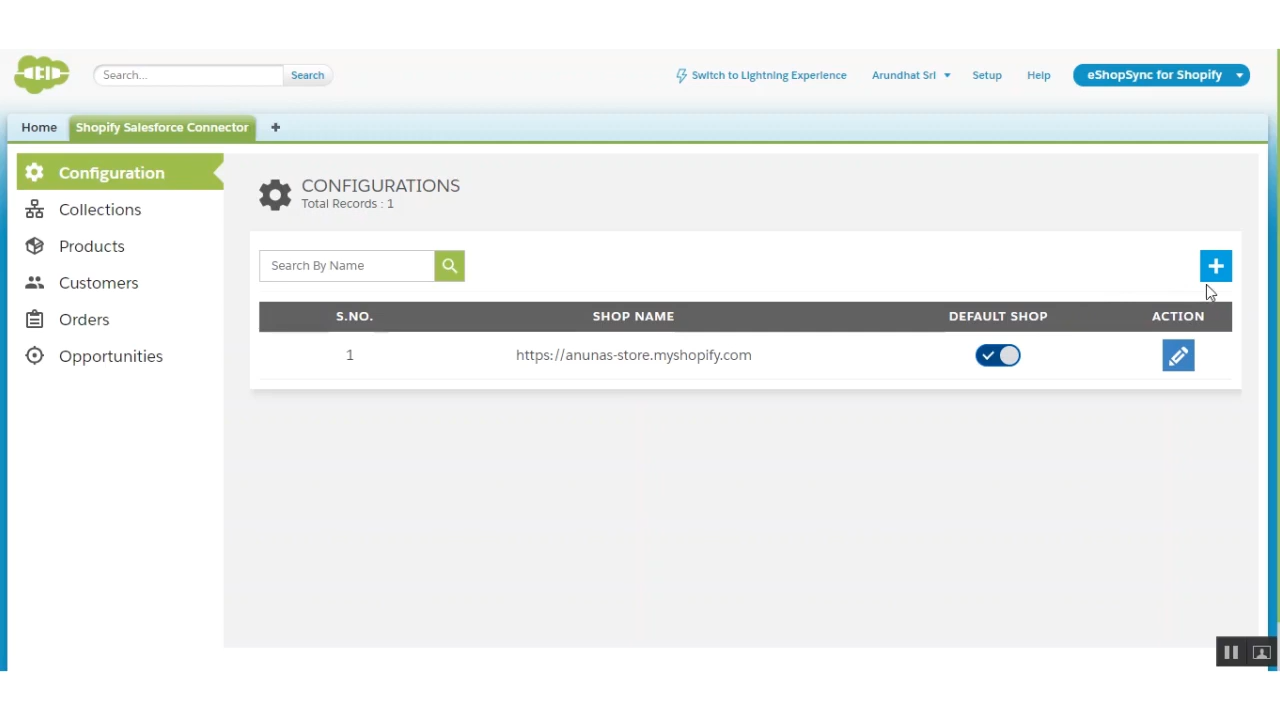 Search... Search Switch to Lightning Experience Arundhat Sri Setup Help eShopSync for Shopify
Home Shopify Salesforce Connector
Configuration
Collections
Products
Customers
Orders
Opportunities
CONFIGURATIONS
Total Records : 1
Search By Name
S.NO. SHOP NAME DEFAULT SHOP ACTION
1 https://anunas-store.myshopify.com